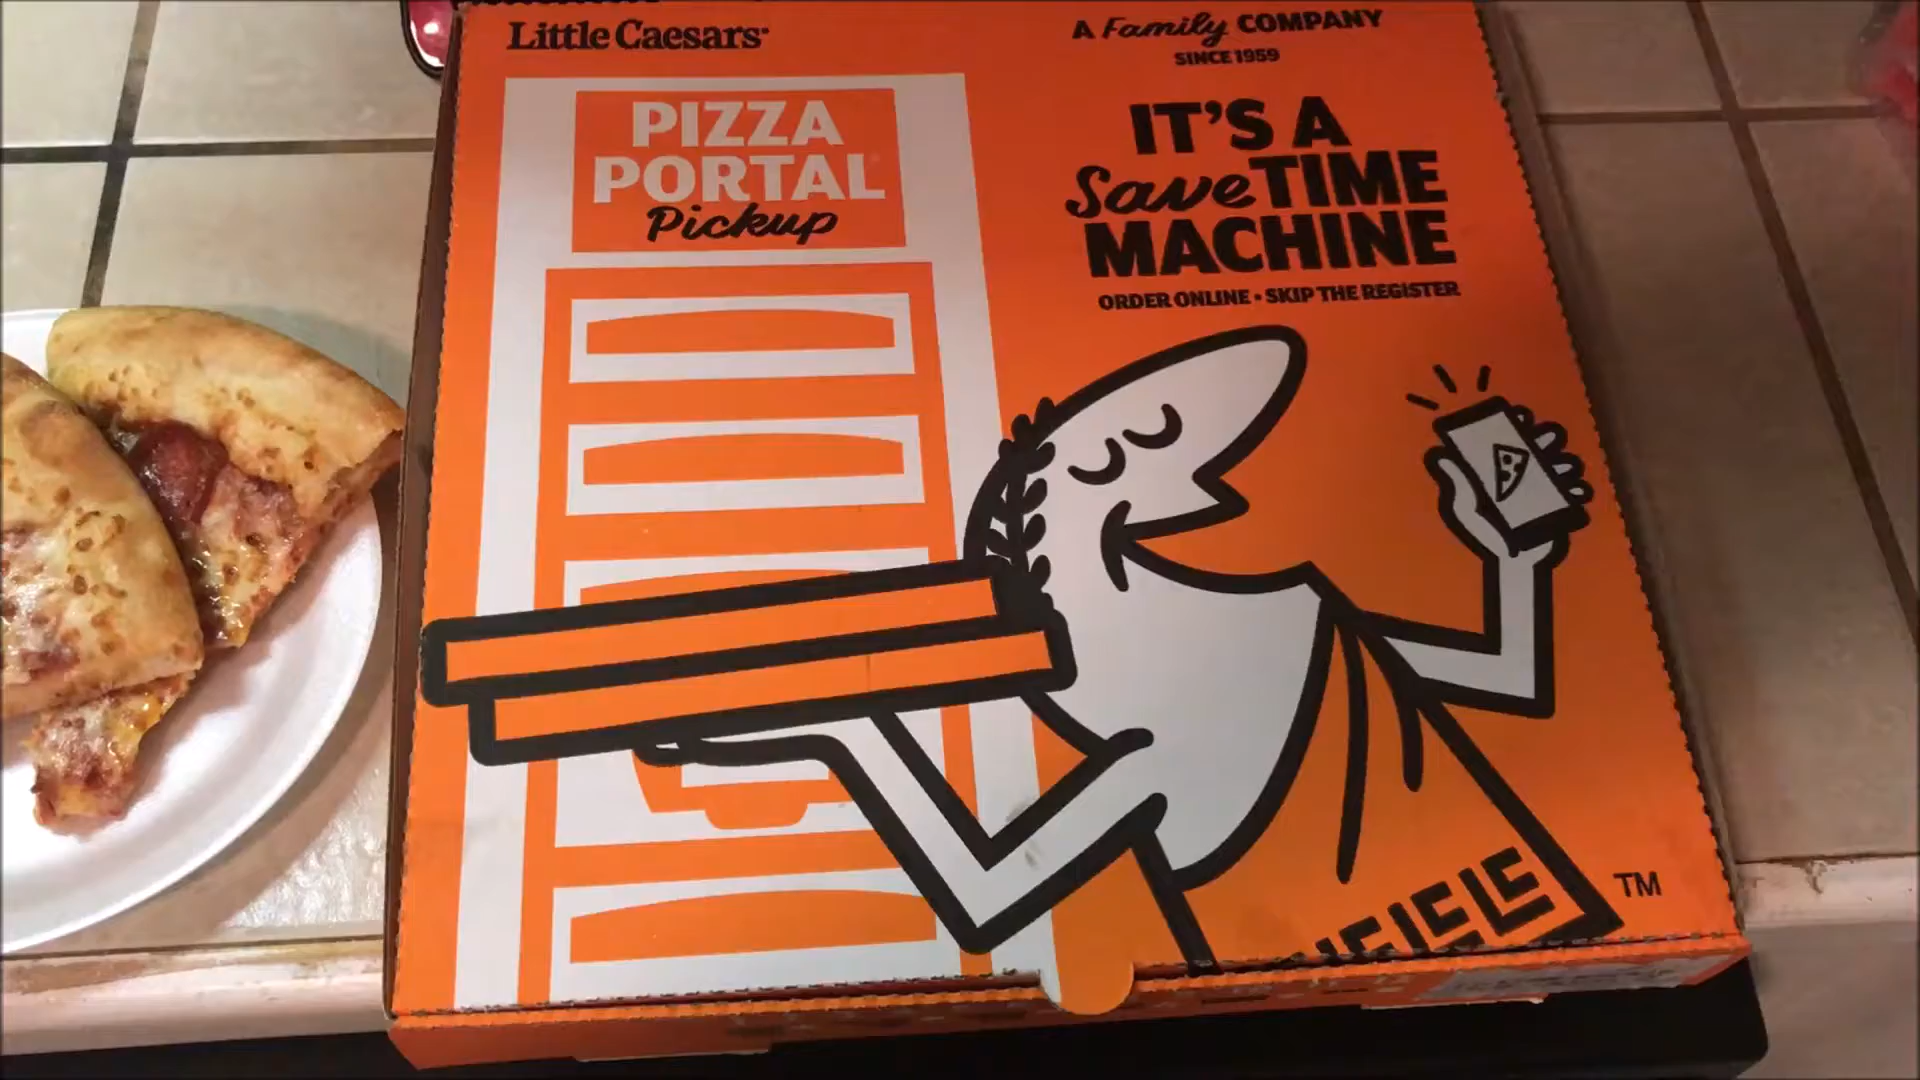 Little Caesars
A Family COMPANY
SINCE 1959
PIZZA
PORTAL
Pickup
IT'S A
Save TIME
MACHINE
ORDER ONLINE • SKIP THE REGISTER
TM